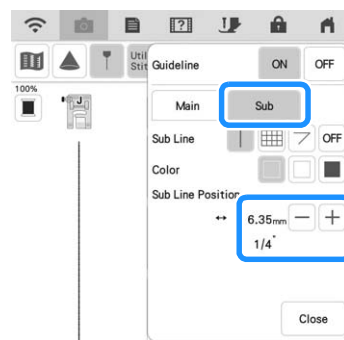 Util
Stit
Guideline
ON
OFF
100%
J
Main
Sub
Sub Line
OFF
Color
Sub Line Position
↔ 6.35mm − +
1/4"
Close